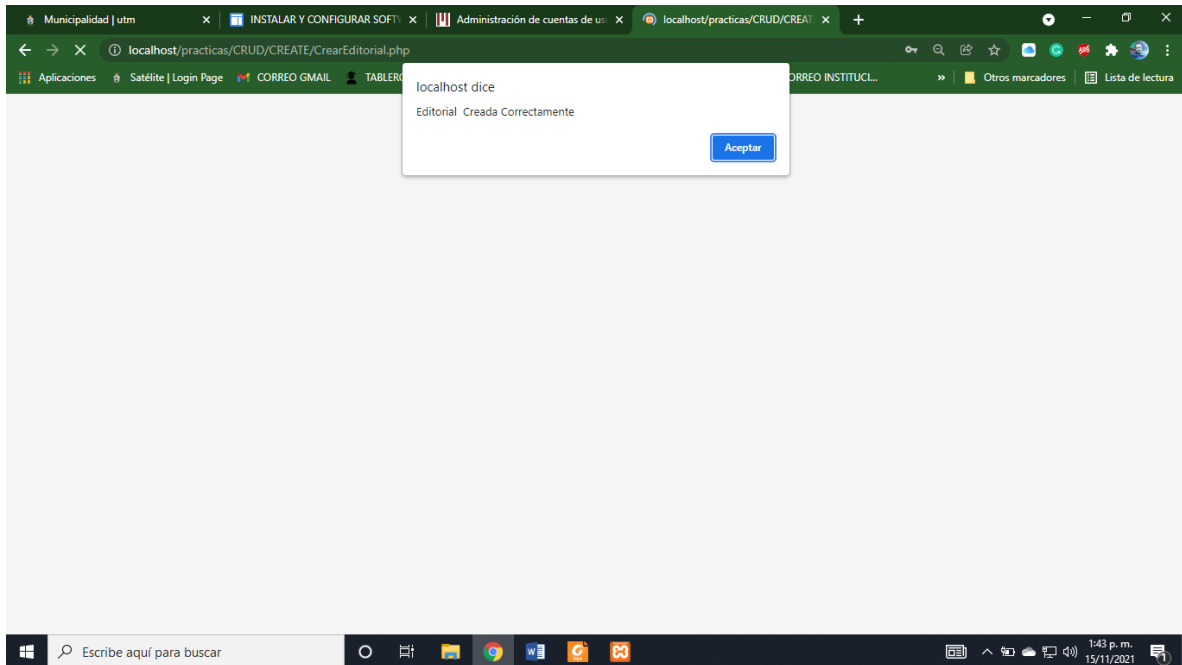 Municipalidad | utm
INSTALAR Y CONFIGURAR SOFTV
Administración de cuentas de us
localhost/practicas/CRUD/CREAT
localhost/practicas/CRUD/CREATE/CrearEditorial.php
Aplicaciones
Satélite | Login Page
CORREO GMAIL
TABLERO
ORREO INSTITUCI...
»
Otros marcadores
Lista de lectura
localhost dice
Editorial Creada Correctamente
Aceptar
Escribe aquí para buscar
1:43 p. m.
15/11/2021